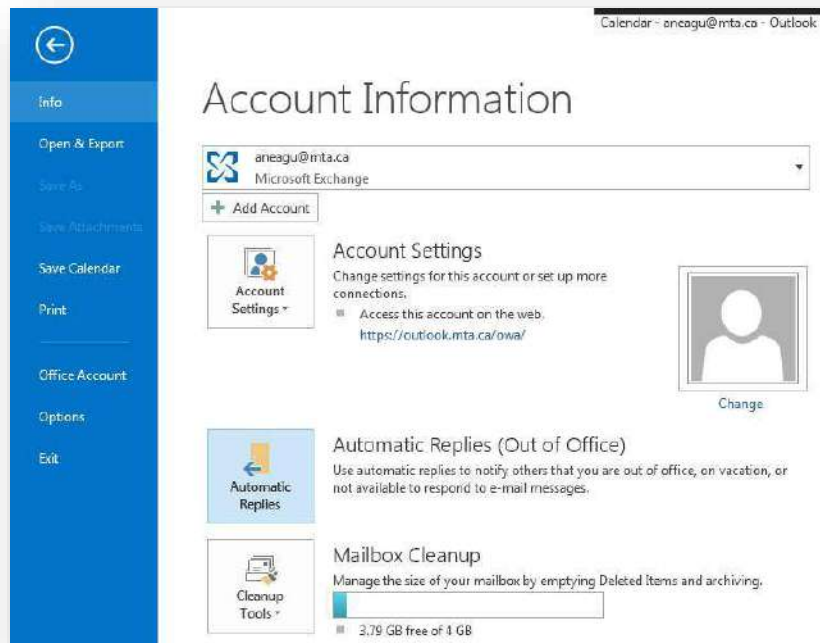 Calendar - aneagu@mta.ca - Outlook
Info
Open & Export
Save As
Save Attachments
Save Calendar
Print
Office Account
Options
Exit
Account Information
aneagu@mta.ca
Microsoft Exchange
Add Account
Account
Settings
Account Settings
Change settings for this account or set up more
connections.
Access this account on the web.
https://outlook.mta.ca/owa/
Change
Automatic
Replies
Automatic Replies (Out of Office)
Use automatic replies to notify others that you are out of office, on vacation, or
not available to respond to e-mail messages.
Cleanup
Tools
Mailbox Cleanup
Manage the size of your mailbox by emptying Deleted Items and archiving.
3.79 GB free of 4 GB